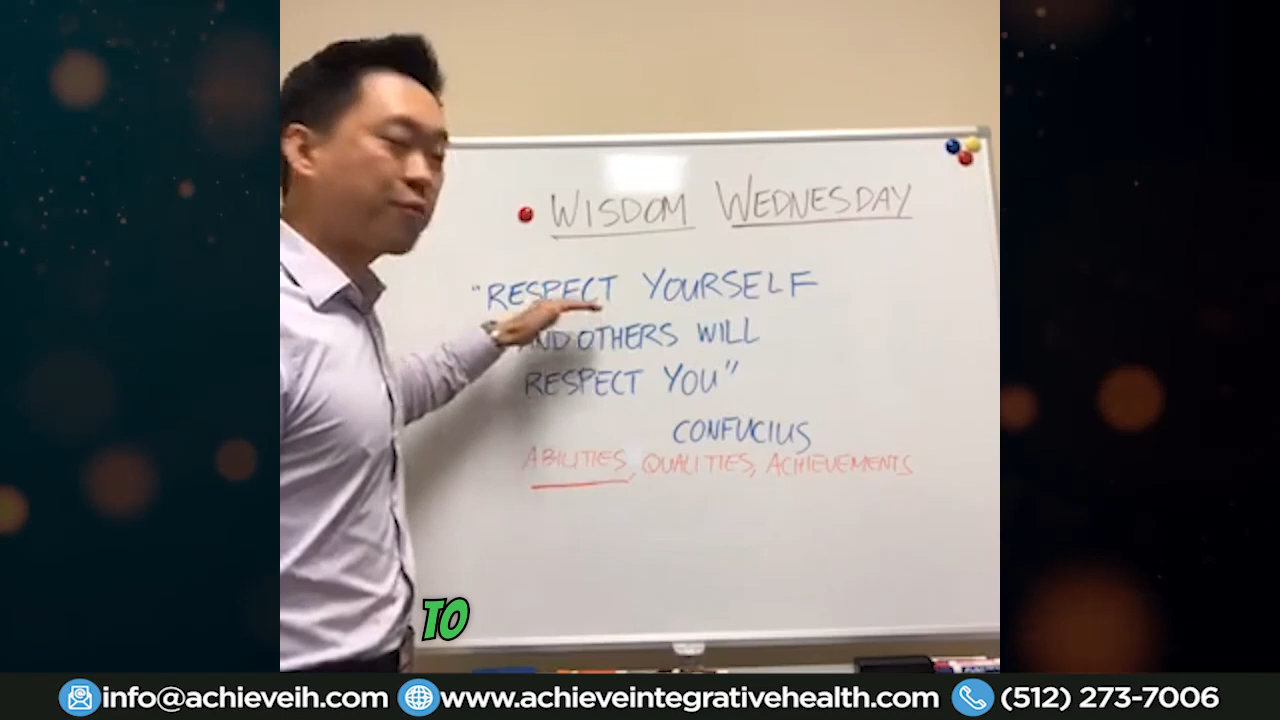 WISDOM WEDNESDAY
"RESPECT YOURSELF
AND OTHERS WILL
RESPECT YOU"
CONFUCIUS
ABILITIES, QUALITIES, ACHIEVEMENTS
TO
info@achieveih.com www.achieveintegrativehealth.com (512) 273-7006